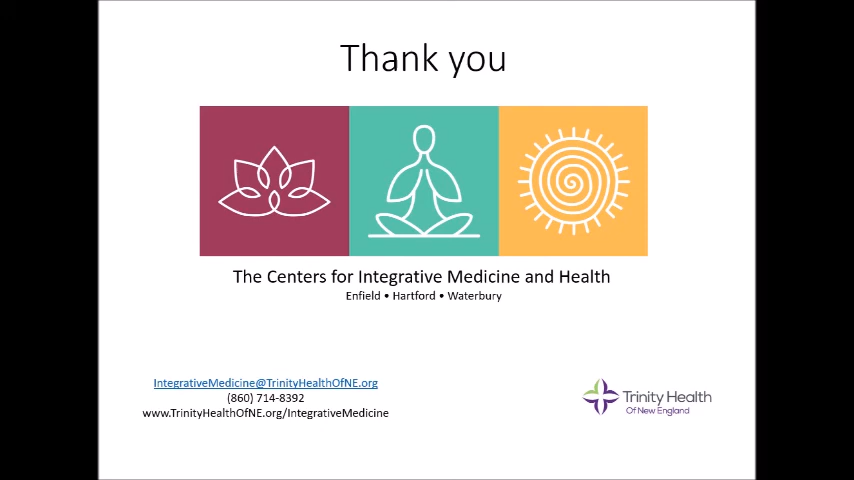 Thank you
The Centers for Integrative Medicine and Health
Enfield • Hartford • Waterbury
IntegrativeMedicine@TrinityHealthOfNE.org
(860) 714-8392
www.TrinityHealthOfNE.org/IntegrativeMedicine
Trinity Health
Of New England